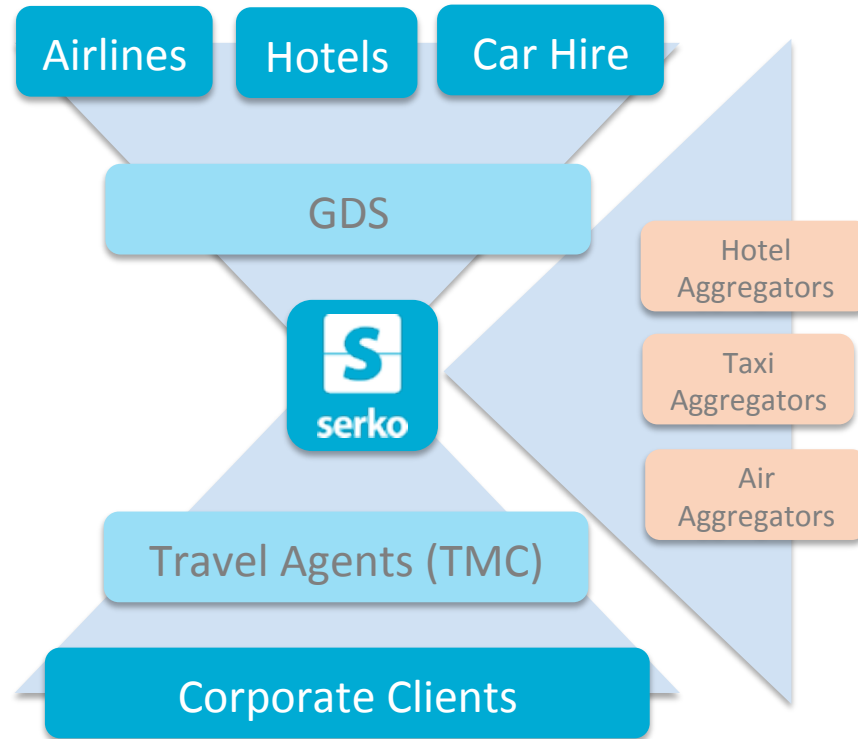 Airlines
Hotels
Car Hire
GDS
Hotel
Aggregators
S
serko
Taxi
Aggregators
Air
Aggregators
Travel Agents (TMC)
Corporate Clients